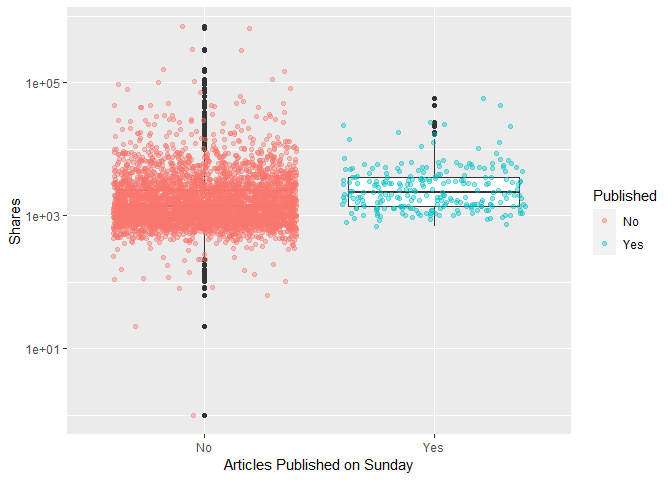 1e+05
1e+03
1e+01
Shares
No
Yes
Articles Published on Sunday
Published
No
Yes